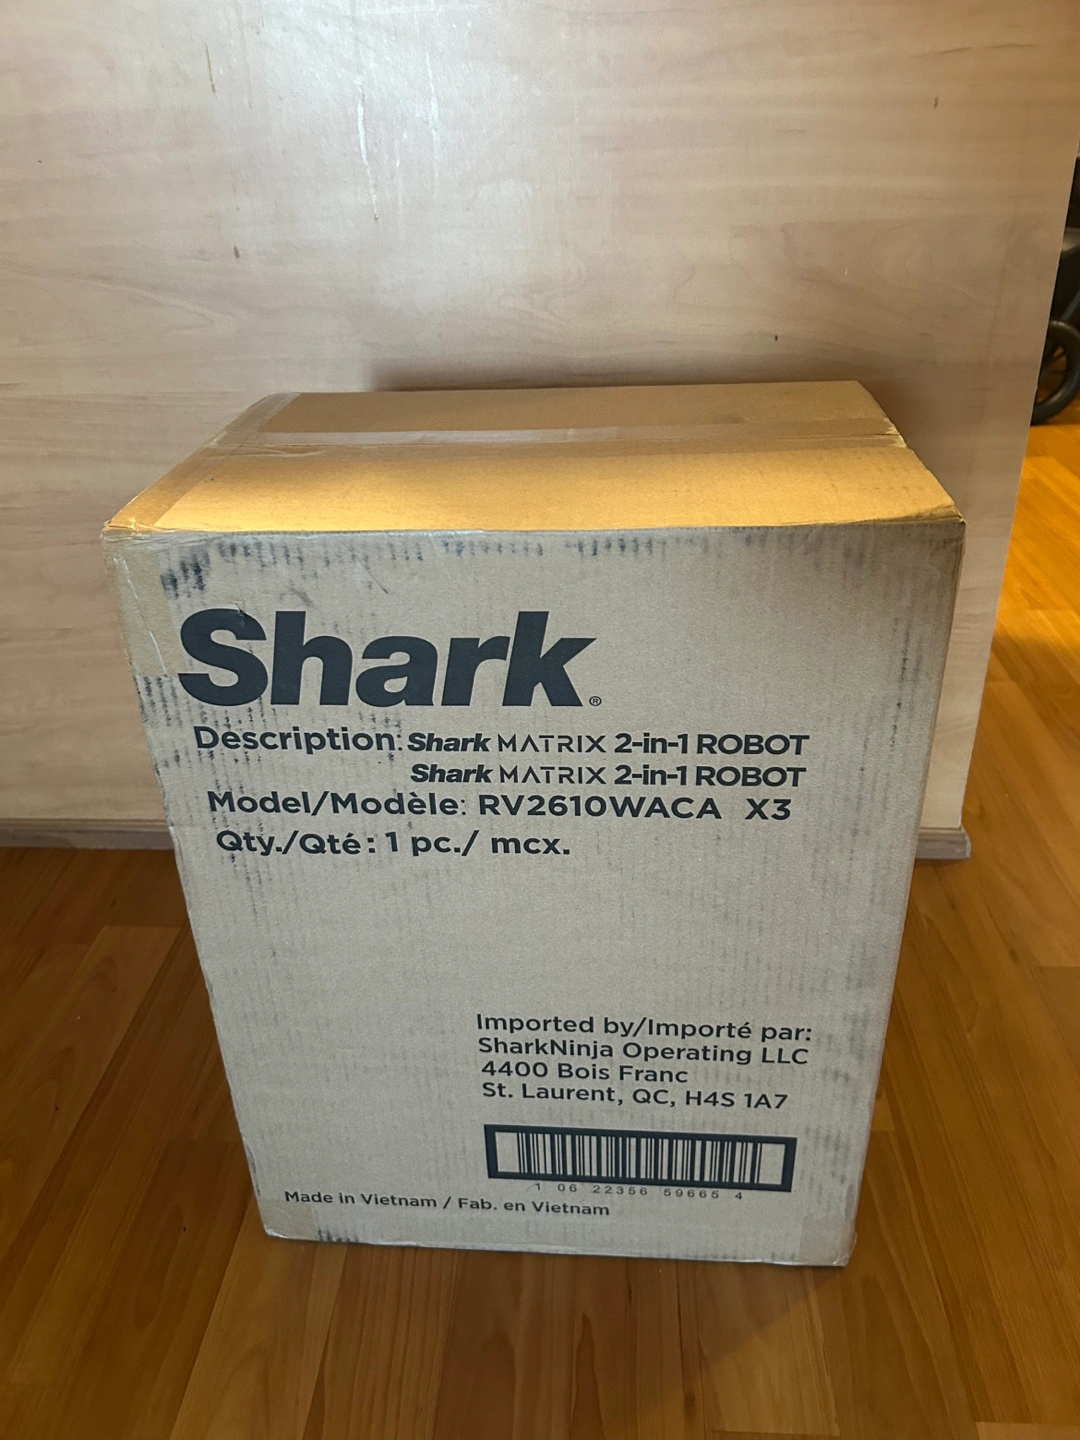 Shark®
Description: Shark MATRIX 2-in-1 ROBOT
Shark MATRIX 2-in-1 ROBOT
Model/Modèle: RV2610WACA X3
Qty./Qté: 1 pc./ mcx.
Imported by/Importé par:
SharkNinja Operating LLC
4400 Bois Franc
St. Laurent, QC, H4S 1A7
1 06 22356 59665 4
Made in Vietnam / Fab. en Vietnam